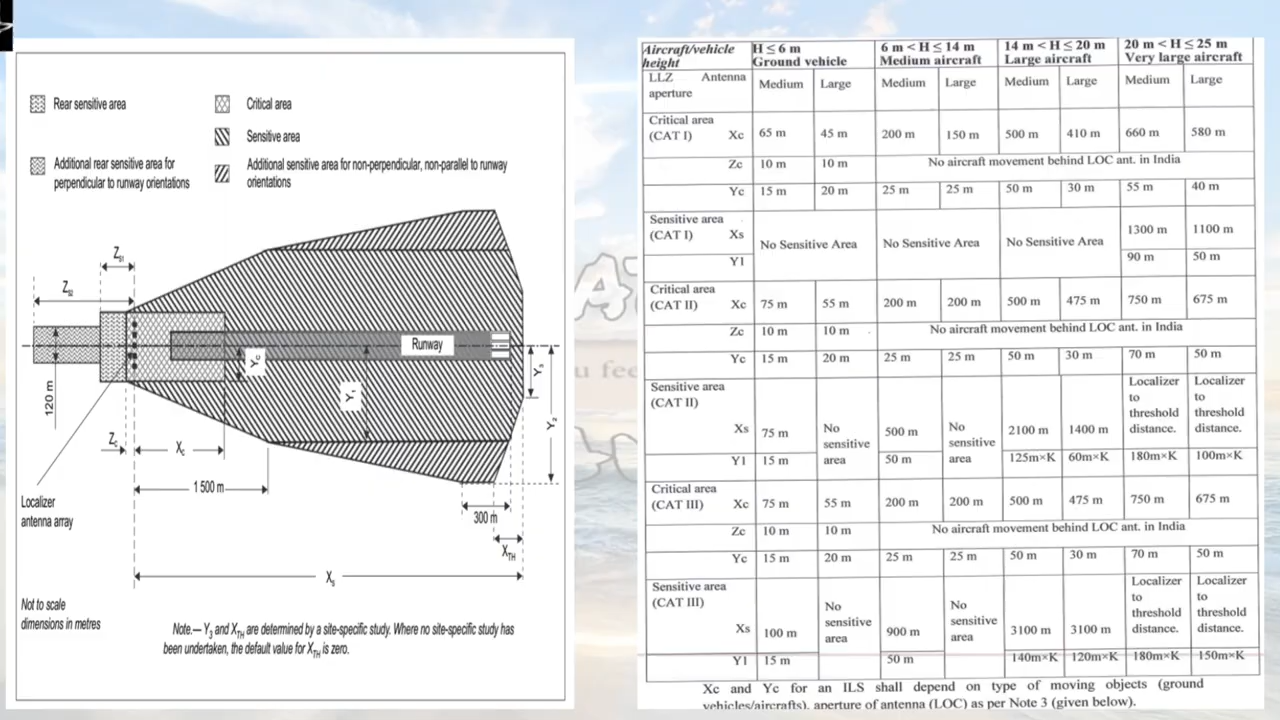 Rear sensitive area
Critical area
Sensitive area
Additional rear sensitive area for
perpendicular to runway orientations
Additional sensitive area for non-perpendicular, non-parallel to runway
orientations
ZS1
ZS2
Runway
YC
Y1
Y3
Y2
120 m
ZC
XC
1 500 m
Localizer
antenna array
300 m
XTH
XS
Not to scale
dimensions in metres
Note.— Y3 and XTH are determined by a site-specific study. Where no site-specific study has
been undertaken, the default value for XTH is zero.
Aircraft/vehicle height H ≤ 6 m Ground vehicle 6 m < H ≤ 14 m Medium aircraft 14 m < H ≤ 20 m Large aircraft 20 m < H ≤ 25 m Very large aircraft
LLZ Antenna aperture Medium Large Medium Large Medium Large Medium Large
Critical area
(CAT I) Xc 65 m 45 m 200 m 150 m 500 m 410 m 660 m 580 m
Zc 10 m 10 m No aircraft movement behind LOC ant. in India
Yc 15 m 20 m 25 m 25 m 50 m 30 m 55 m 40 m
Sensitive area
(CAT I) Xs No Sensitive Area No Sensitive Area No Sensitive Area 1300 m 1100 m
Y1 90 m 50 m
Critical area
(CAT II) Xc 75 m 55 m 200 m 200 m 500 m 475 m 750 m 675 m
Zc 10 m 10 m No aircraft movement behind LOC ant. in India
Yc 15 m 20 m 25 m 25 m 50 m 30 m 70 m 50 m
Sensitive area
(CAT II)
Xs 75 m No sensitive area 500 m No sensitive area 2100 m 1400 m Localizer to threshold distance. Localizer to threshold distance.
Y1 15 m 50 m 125m×K 60m×K 180m×K 100m×K
Critical area
(CAT III) Xc 75 m 55 m 200 m 200 m 500 m 475 m 750 m 675 m
Zc 10 m 10 m No aircraft movement behind LOC ant. in India
Yc 15 m 20 m 25 m 25 m 50 m 30 m 70 m 50 m
Sensitive area
(CAT III)
Xs 100 m No sensitive area 900 m No sensitive area 3100 m 3100 m Localizer to threshold distance. Localizer to threshold distance.
Y1 15 m 50 m 140m×K 120m×K 180m×K 150m×K
Xc and Yc for an ILS shall depend on type of moving objects (ground
vehicles/aircrafts), aperture of antenna (LOC) as per Note 3 (given below).